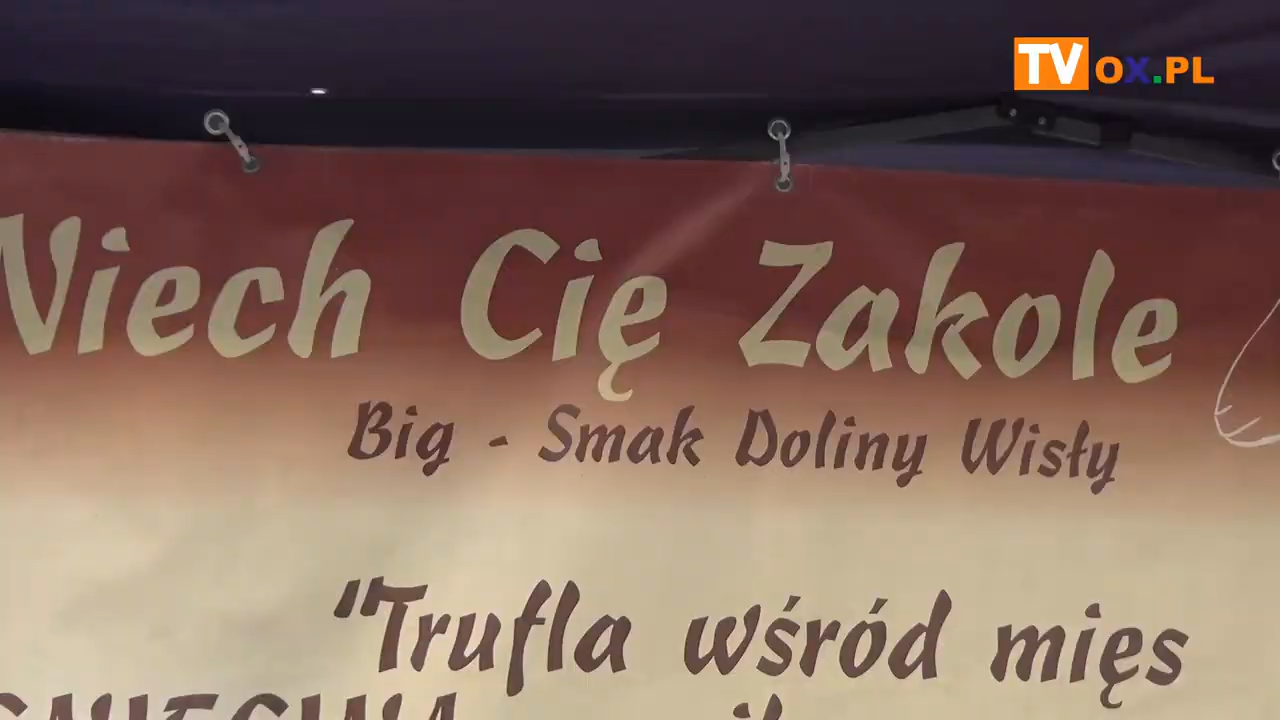 TVOX.PL
Niech Cię Zakole
Big - Smak Doliny Wisły
"Trufla wśród mięs